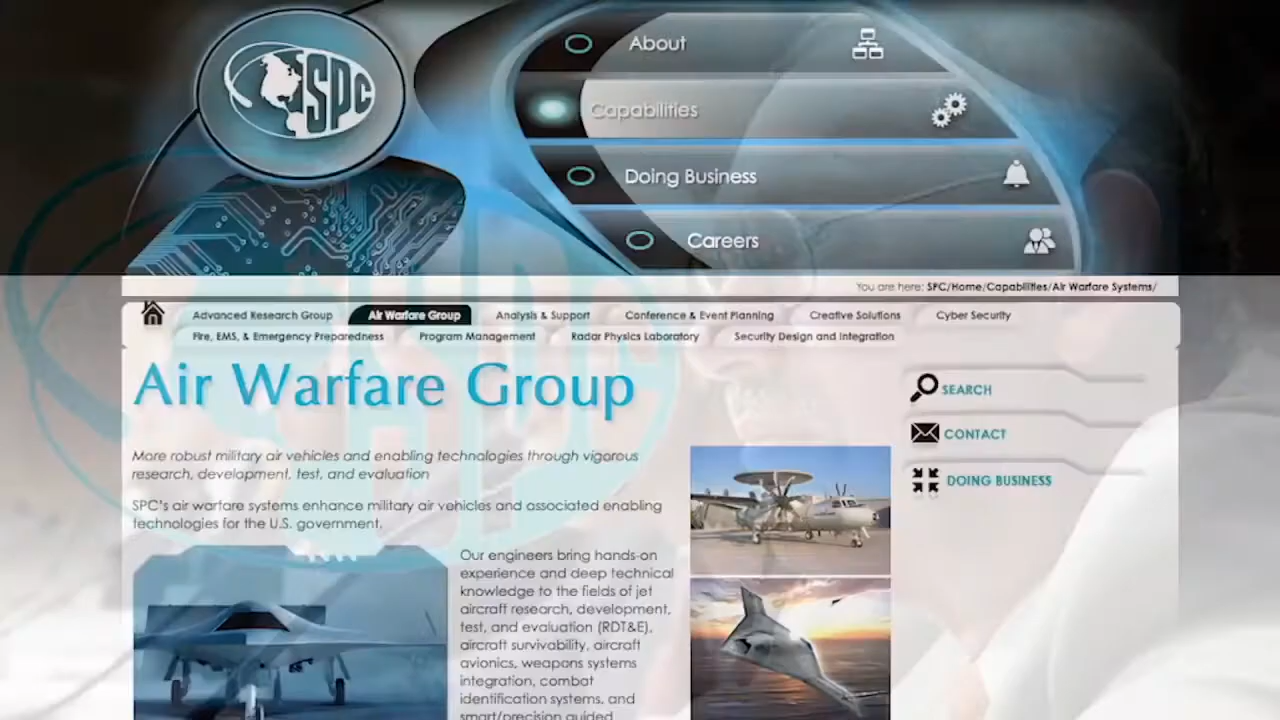 SPC
About
Capabilities
Doing Business
Careers
You are here: SPC/Home/Capabilities/Air Warfare Systems/
Advanced Research Group Air Warfare Group Analysis & Support Conference & Event Planning Creative Solutions Cyber Security
Fire, EMS, & Emergency Preparedness Program Management Radar Physics Laboratory Security Design and Integration
Air Warfare Group
SEARCH
CONTACT
DOING BUSINESS
More robust military air vehicles and enabling technologies through vigorous
research, development, test, and evaluation
SPC's air warfare systems enhance military air vehicles and associated enabling
technologies for the U.S. government.
Our engineers bring hands-on
experience and deep technical
knowledge to the fields of jet
aircraft research, development,
test, and evaluation (RDT&E),
aircraft survivability, aircraft
avionics, weapons systems
integration, combat
identification systems, and
smart/precision guided